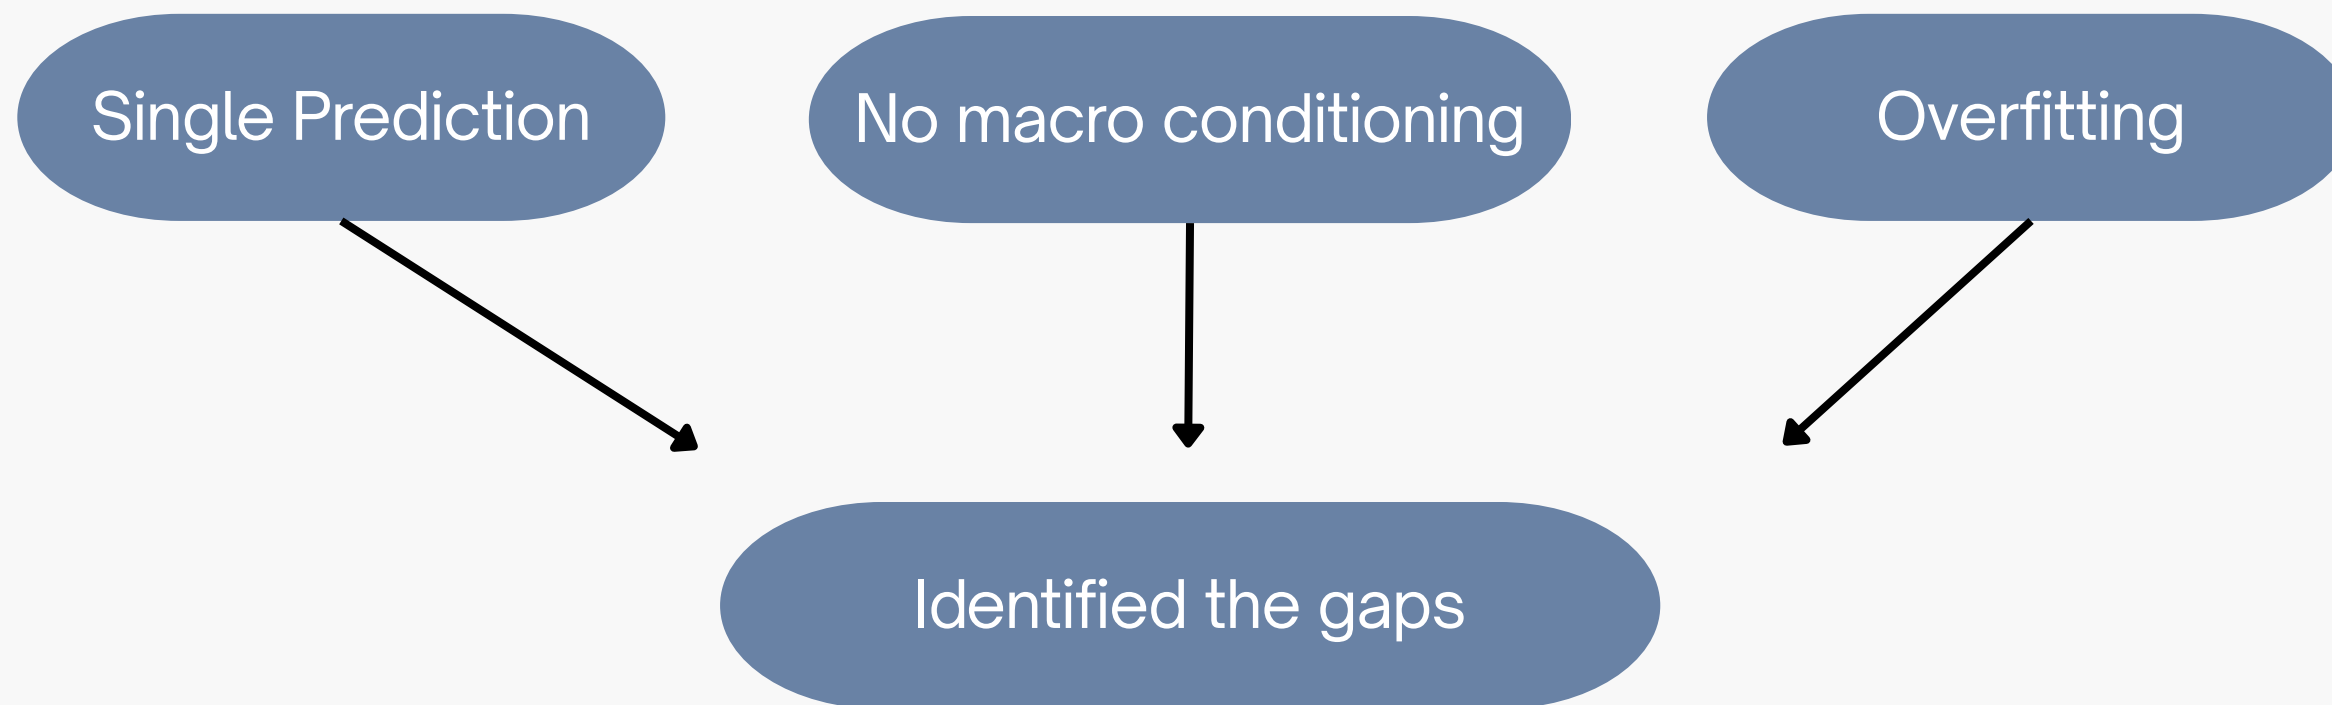 Single Prediction
No macro conditioning
Overfitting
Identified the gaps